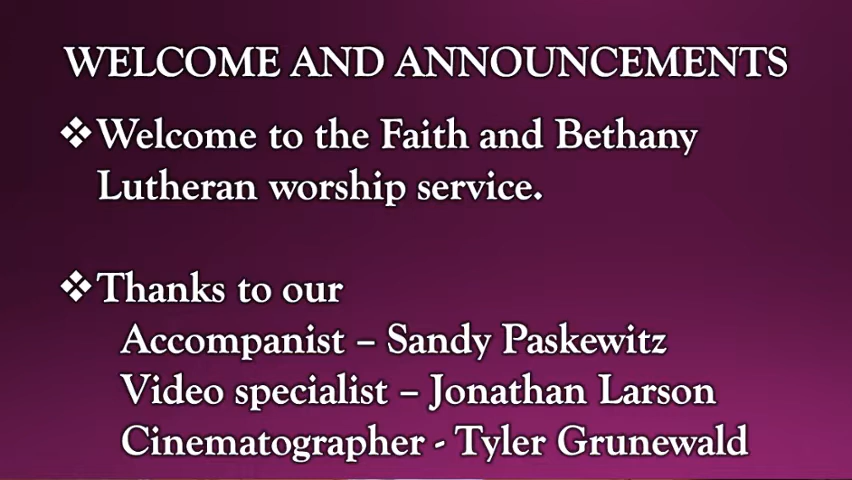 WELCOME AND ANNOUNCEMENTS
❖Welcome to the Faith and Bethany
Lutheran worship service.
❖Thanks to our
Accompanist – Sandy Paskewitz
Video specialist – Jonathan Larson
Cinematographer - Tyler Grunewald